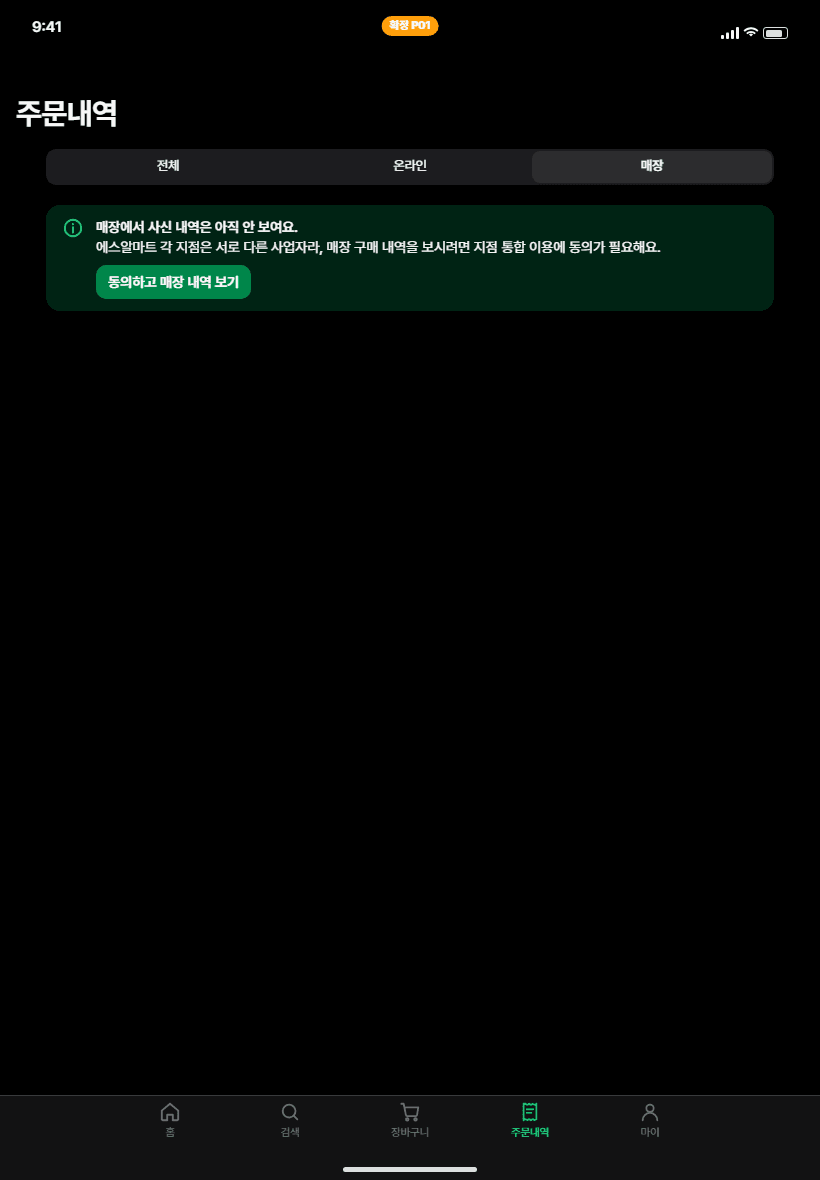 9:41
확장 P01
주문내역
전체
온라인
매장
매장에서 사신 내역은 아직 안 보여요.
에스알마트 각 지점은 서로 다른 사업자라, 매장 구매 내역을 보시려면 지점 통합 이용에 동의가 필요해요.
동의하고 매장 내역 보기
홈
검색
장바구니
주문내역
마이